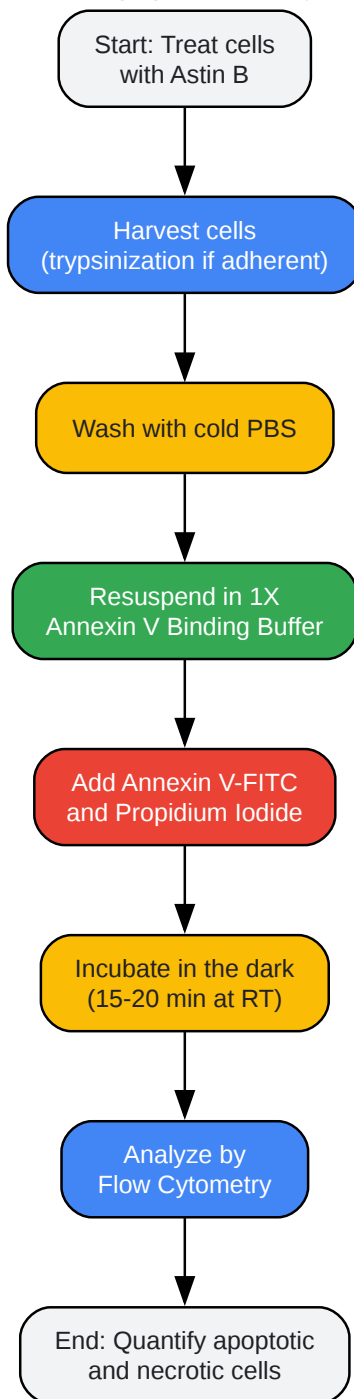 Start: Treat cells
with Astin B
Harvest cells
(trypsinization if adherent)
Wash with cold PBS
Resuspend in 1X
Annexin V Binding Buffer
Add Annexin V-FITC
and Propidium Iodide
Incubate in the dark
(15-20 min at RT)
Analyze by
Flow Cytometry
End: Quantify apoptotic
and necrotic cells